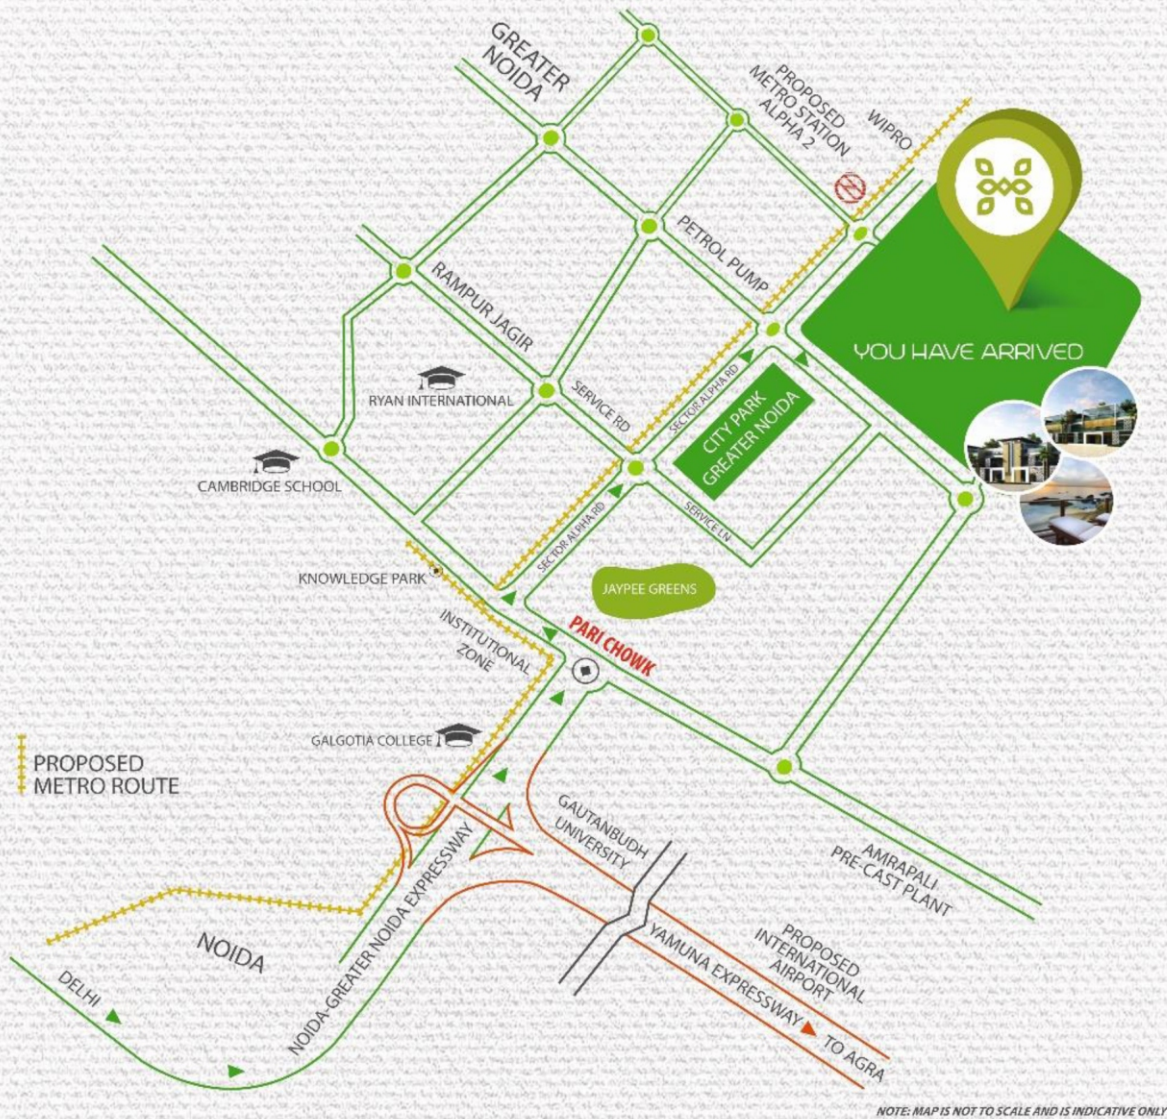 GREATER
NOIDA
PROPOSED
METRO STATION
ALPHA 2
WIPRO
PETROL PUMP
RAMPUR JAGIR
YOU HAVE ARRIVED
RYAN INTERNATIONAL
SERVICE RD
SECTOR ALPHA RD
CITY PARK
GREATER NOIDA
CAMBRIDGE SCHOOL
SECTOR ALPHA RD
SERVICE LN
KNOWLEDGE PARK
JAYPEE GREENS
INSTITUTIONAL
ZONE
PARI CHOWK
GALGOTIA COLLEGE
PROPOSED
METRO ROUTE
GAUTANBUDH
UNIVERSITY
AMRAPALI
PRE-CAST PLANT
NOIDA
NOIDA-GREATER NOIDA EXPRESSWAY
PROPOSED
INTERNATIONAL
AIRPORT
YAMUNA EXPRESSWAY
TO AGRA
DELHI
NOTE: MAP IS NOT TO SCALE AND IS INDICATIVE ONLY